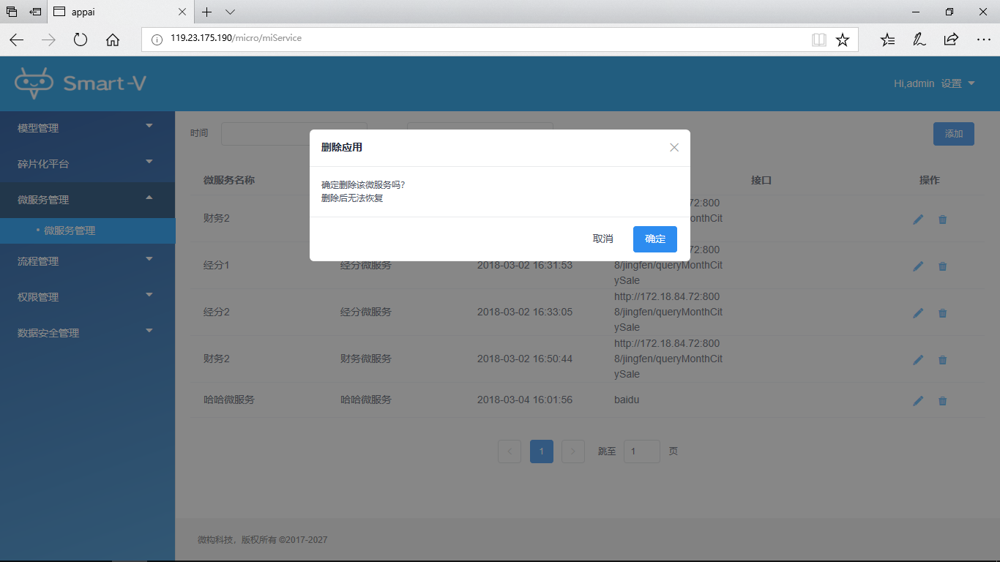 appai
119.23.175.190/micro/miService
Smart-V
Hi,admin 设置
模型管理
碎片化平台
微服务管理
• 微服务管理
流程管理
权限管理
数据安全管理
时间
添加
删除应用
确定删除该微服务吗?
删除后无法恢复
取消
确定
微服务名称
接口
操作
财务2
:800
onthCit
经分1
经分微服务
2018-03-02 16:31:53
72:800
8/jingfen/queryMonthCit
ySale
经分2
经分微服务
2018-03-02 16:33:05
http://172.18.84.72:800
8/jingfen/queryMonthCit
ySale
财务2
财务微服务
2018-03-02 16:50:44
http://172.18.84.72:800
8/jingfen/queryMonthCit
ySale
哈哈微服务
哈哈微服务
2018-03-04 16:01:56
baidu
1
跳至
1
页
微构科技，版权所有 ©2017-2027